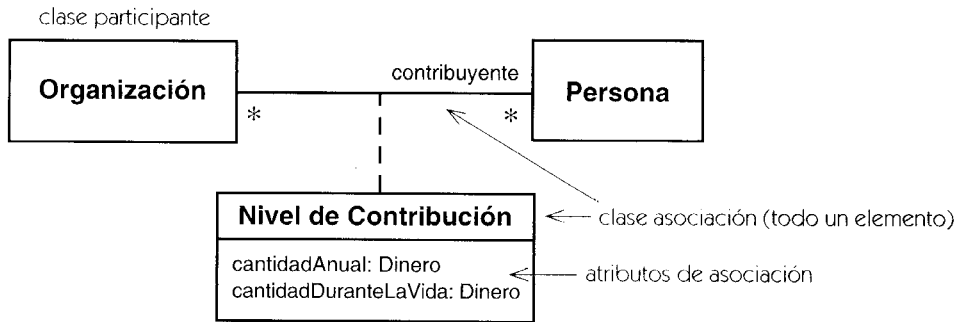 clase participante
Organización
contribuyente
Persona
*
*
Nivel de Contribución
clase asociación (todo un elemento)
cantidadAnual: Dinero
atributos de asociación
cantidadDuranteLaVida: Dinero